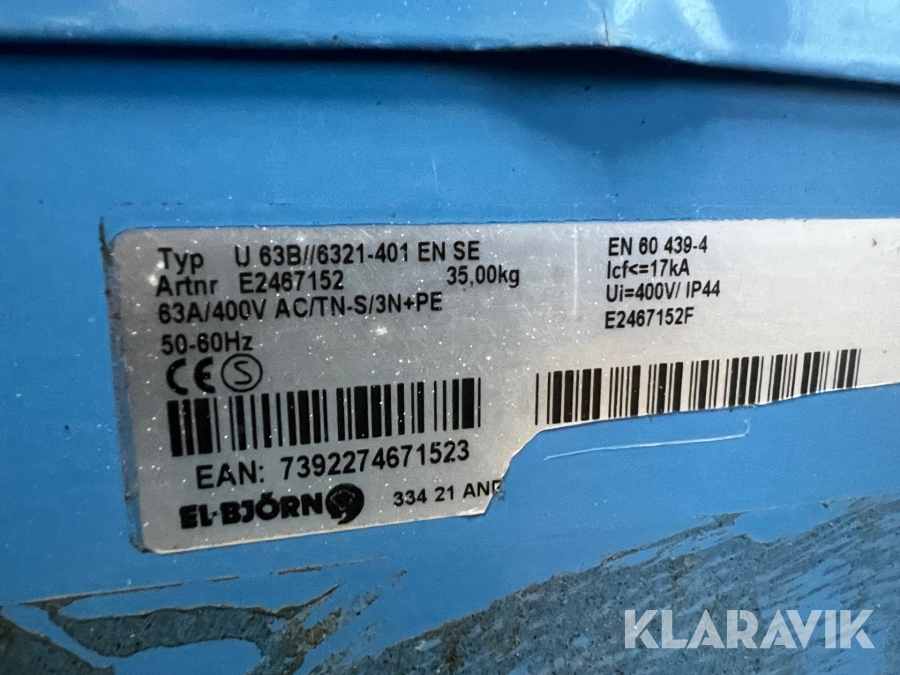 Typ U 63B//6321-401 EN SE
Artnr E2467152 35,00kg
63A/400V AC/TN-S/3N+PE
50-60Hz
CE S
EAN: 7392274671523
EL-BJÖRN 334 21
EN 60 439-4
Icf<=17kA
Ui=400V/ IP44
E2467152F
KLARAVIK